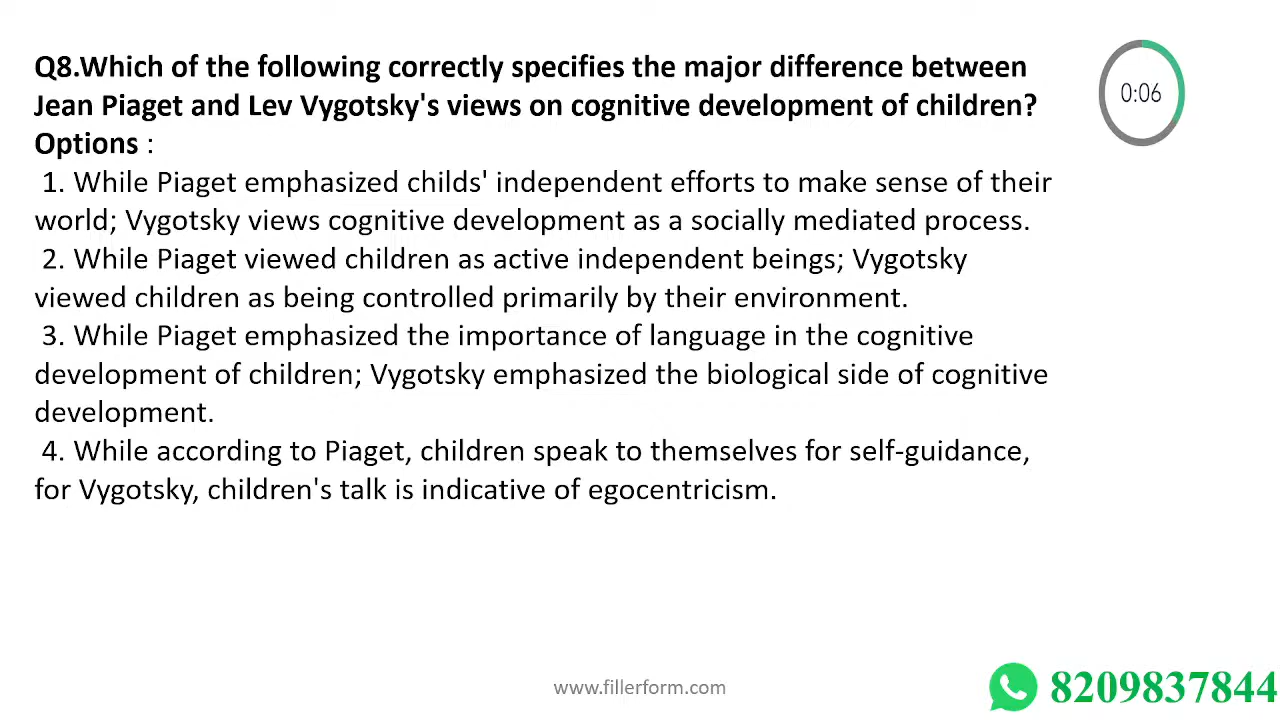 Q8.Which of the following correctly specifies the major difference between
Jean Piaget and Lev Vygotsky's views on cognitive development of children?
Options :
1. While Piaget emphasized childs' independent efforts to make sense of their
world; Vygotsky views cognitive development as a socially mediated process.
2. While Piaget viewed children as active independent beings; Vygotsky
viewed children as being controlled primarily by their environment.
3. While Piaget emphasized the importance of language in the cognitive
development of children; Vygotsky emphasized the biological side of cognitive
development.
4. While according to Piaget, children speak to themselves for self-guidance,
for Vygotsky, children's talk is indicative of egocentricism.
0:06
www.fillerform.com
8209837844